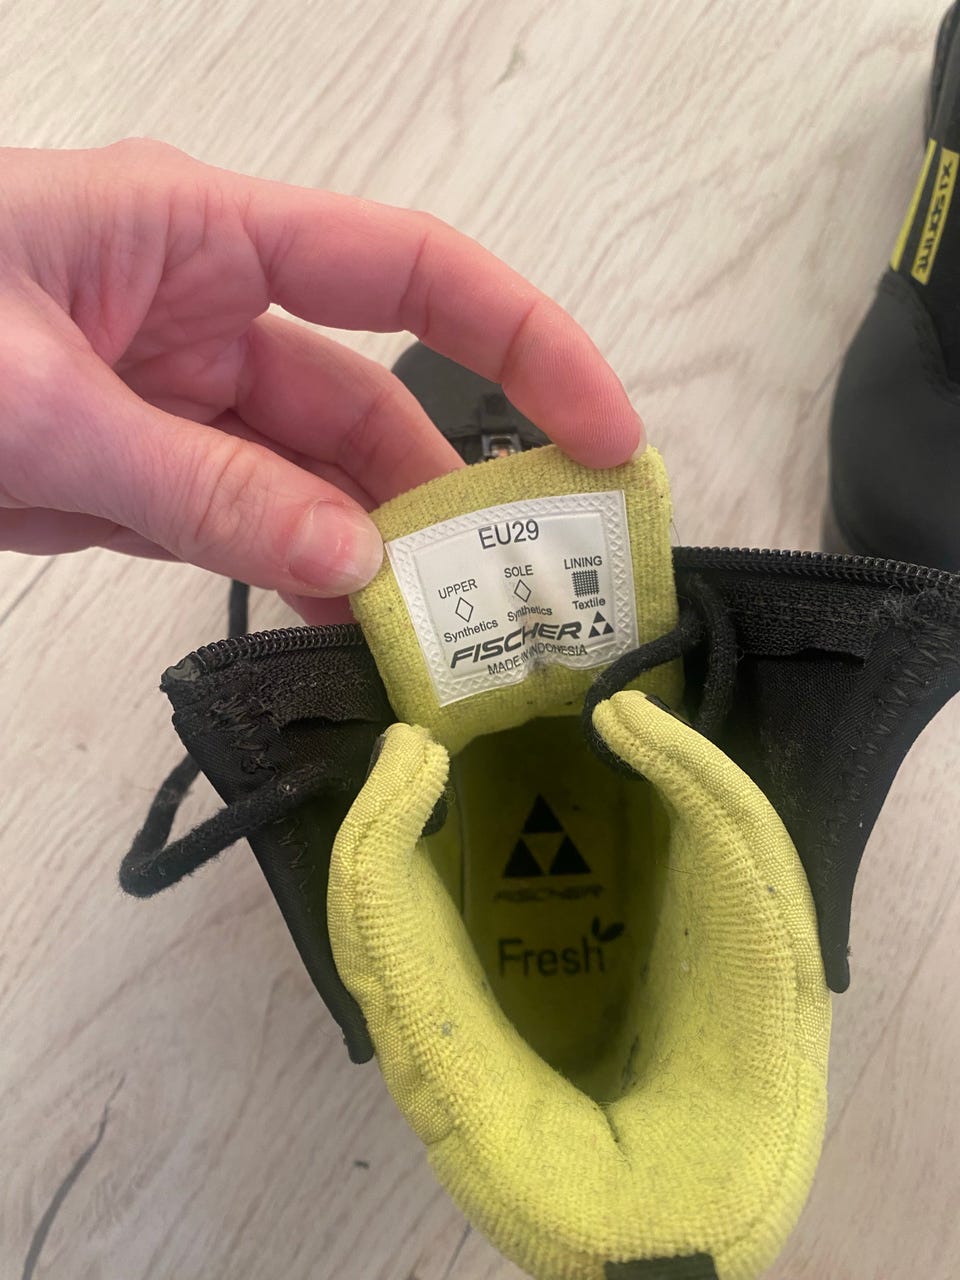 EU29
UPPER
SOLE
LINING
Synthetics
Synthetics
Textile
FISCHER
MADE IN INDONESIA
FISCHER
Fresh